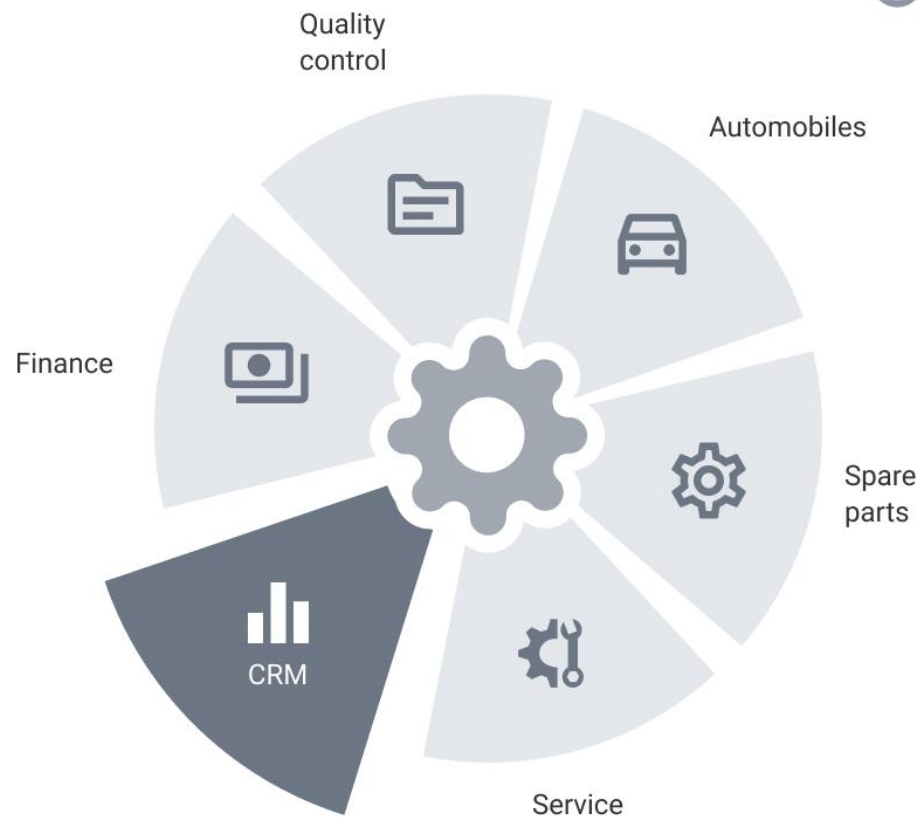 Quality
control
Automobiles
Finance
Spare
parts
CRM
Service